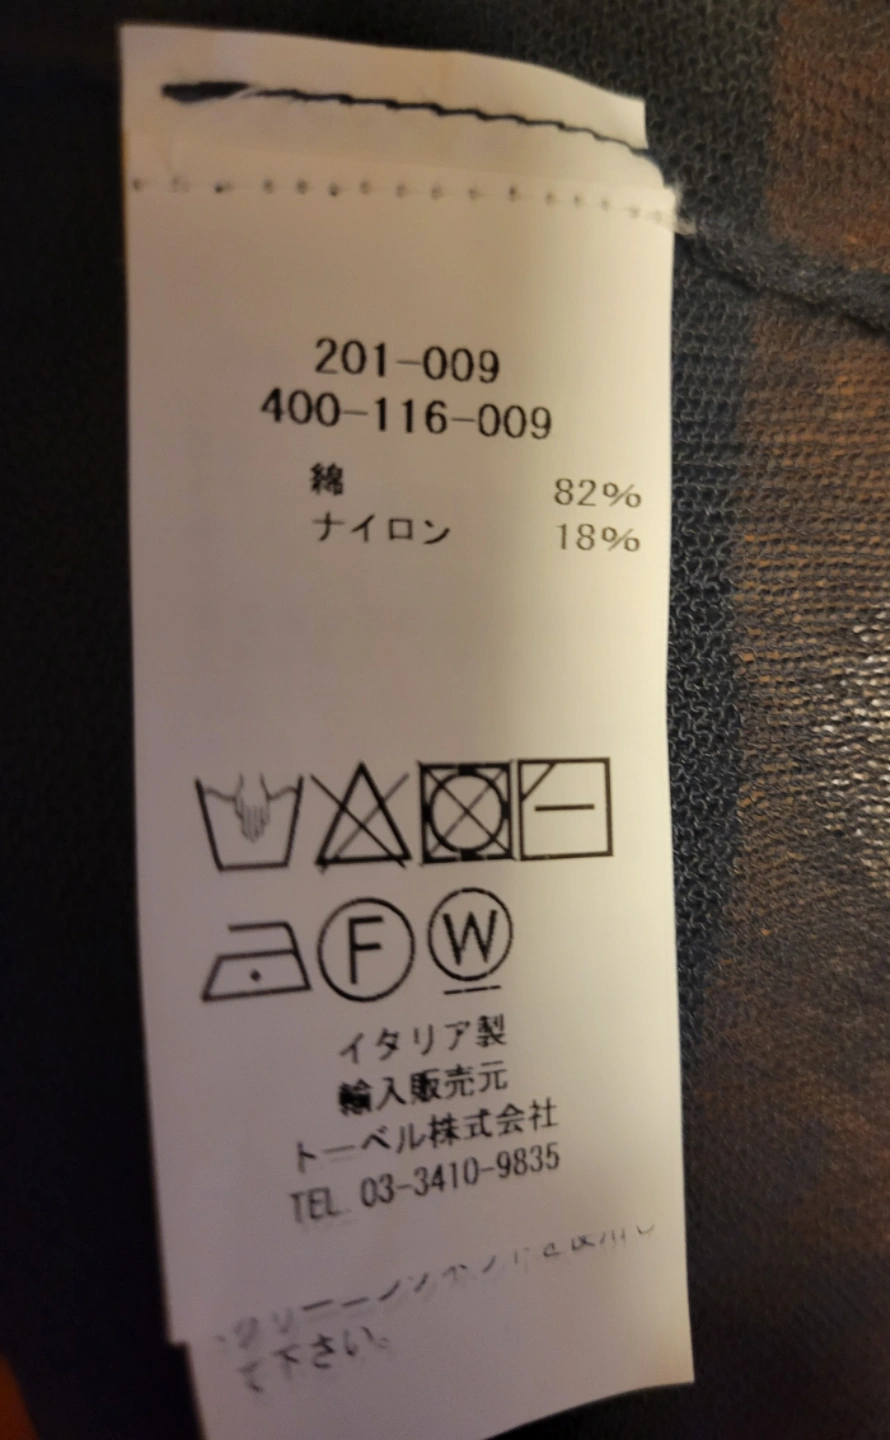 201-009
400-116-009
綿 82%
ナイロン 18%
F W
イタリア製
輸入販売元
トーベル株式会社
TEL. 03-3410-9835
て下さい。